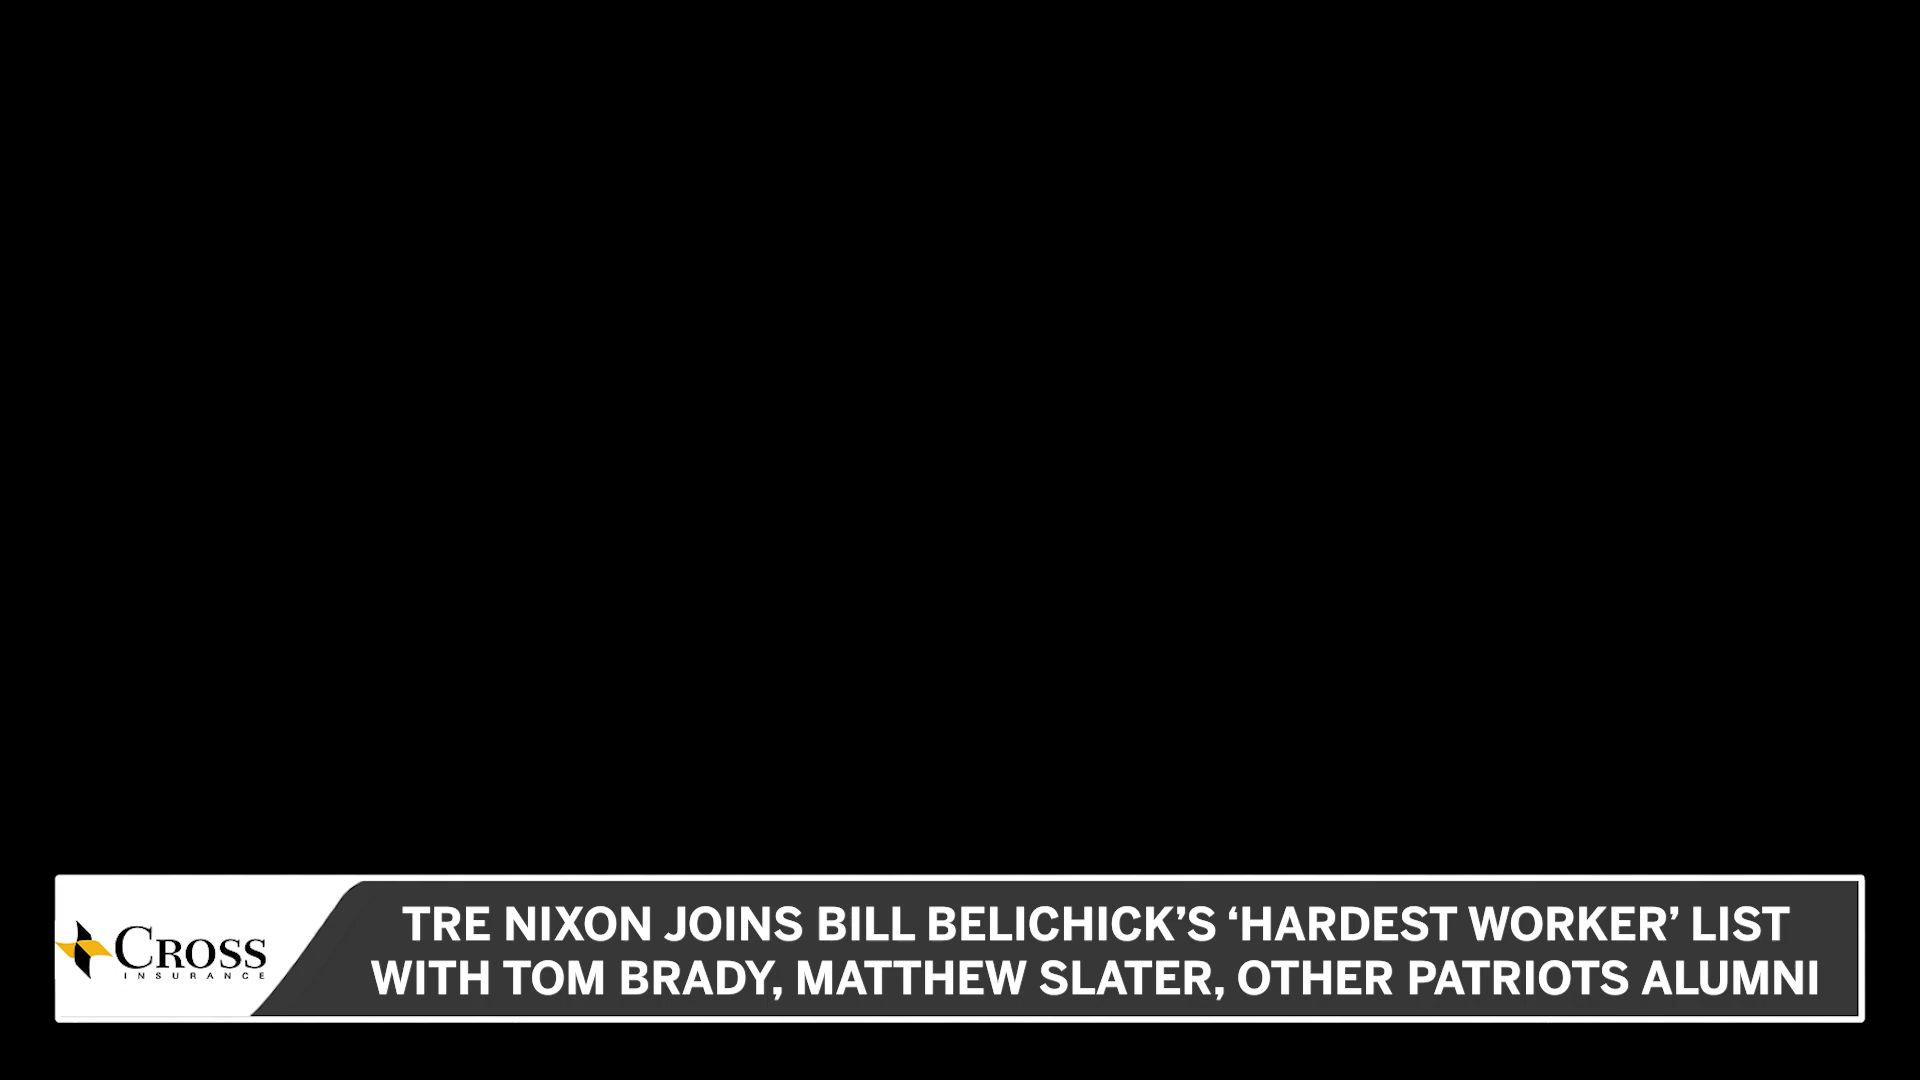 TRE NIXON JOINS BILL BELICHICK’S ‘HARDEST WORKER’ LIST
WITH TOM BRADY, MATTHEW SLATER, OTHER PATRIOTS ALUMNI
CROSS
INSURANCE